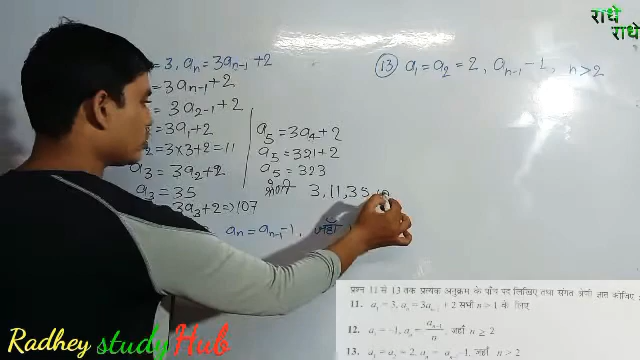 राधे
राधे
= 3, aₙ = 3aₙ₋₁ + 2
= 3aₙ₋₁ + 2
= 3a₂₋₁ + 2
= 3a₁ + 2
2 = 3×3+2 = 11
a₃ = 3a₂ + 2
a₃ = 35
3a₃ + 2 => 107
a₅ = 3a₄ + 2
a₅ = 321 + 2
a₅ = 323
श्रेणी 3, 11, 35,
aₙ = aₙ₋₁ - 1, जहाँ
(13) a₁ = a₂ = 2, aₙ₋₁ - 1, n > 2
प्रश्न 11 से 13 तक प्रत्येक अनुक्रम के पाँच पद लिखिए तथा संगत श्रेणी ज्ञात कीजिए
11. a₁ = 3, aₙ = 3aₙ₋₁ + 2 सभी n > 1 के लिए
12. a₁ = -1, aₙ = aₙ₋₁/n जहाँ n ≥ 2
13. a₁ = a₂ = 2, aₙ = aₙ₋₁ - 1, जहाँ n > 2
Radhey study Hub